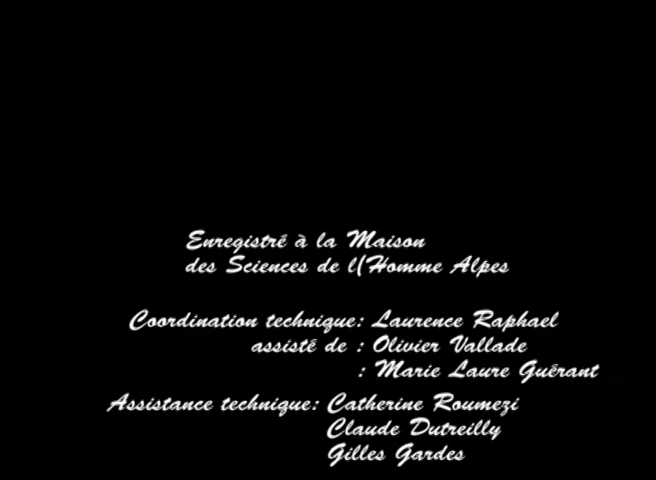 Enregistré à la Maison
des Sciences de l(Homme Alpes
Coordination technique: Laurence Raphael
assisté de : Olivier Vallade
: Marie Laure Guérant
Assistance technique: Catherine Roumezi
Claude Dutreilly
Gilles Gardes